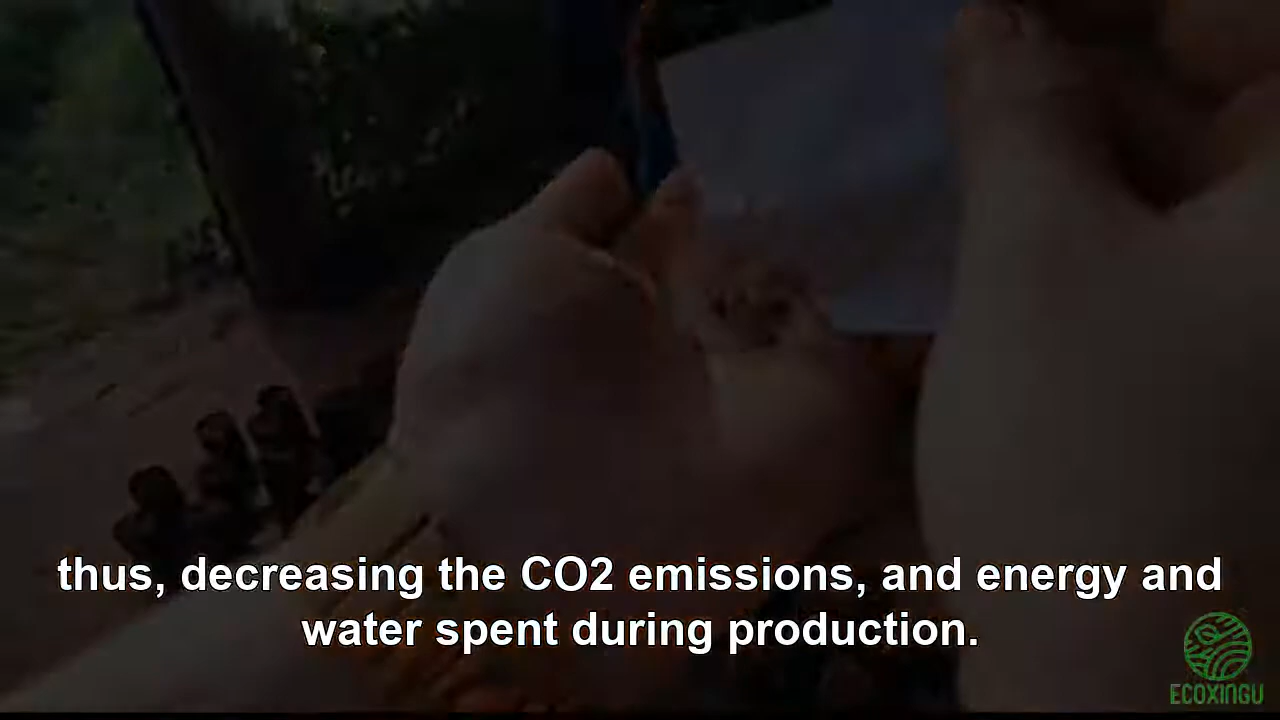 thus, decreasing the CO2 emissions, and energy and
water spent during production.
ECOXINGU